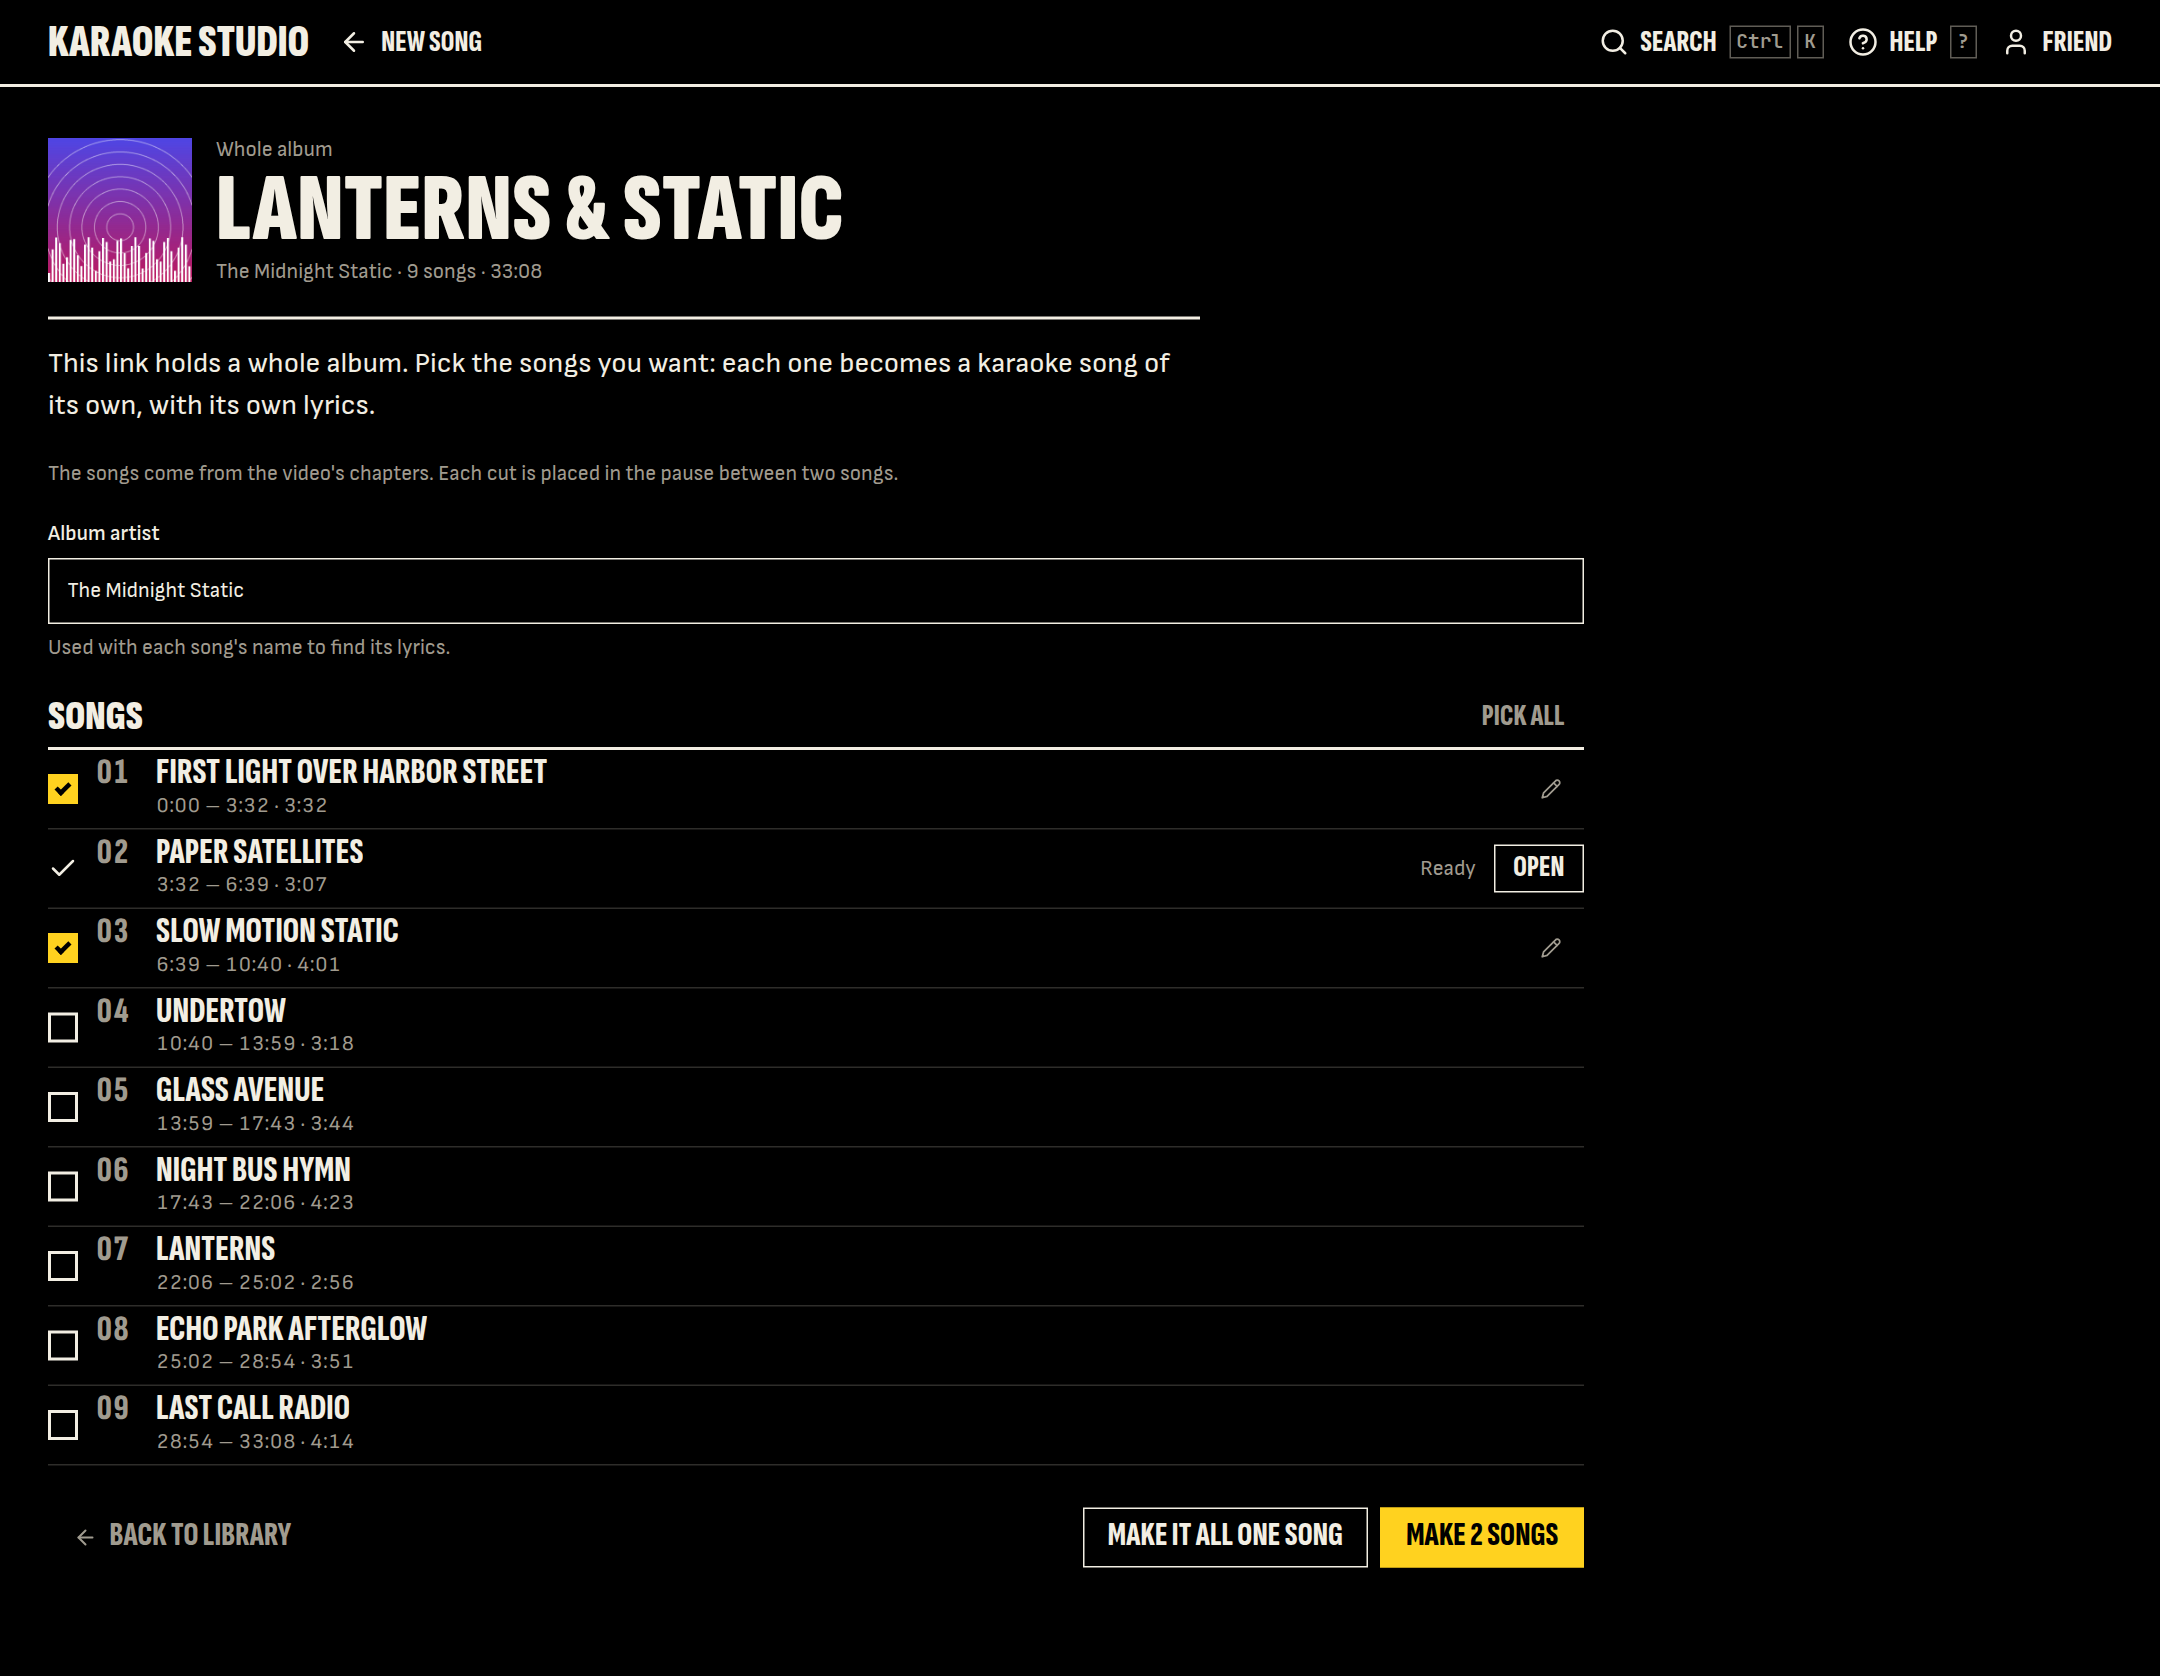 KARAOKE STUDIO
NEW SONG
SEARCH Ctrl K
HELP ?
FRIEND
Whole album
LANTERNS & STATIC
The Midnight Static · 9 songs · 33:08
This link holds a whole album. Pick the songs you want: each one becomes a karaoke song of
its own, with its own lyrics.
The songs come from the video's chapters. Each cut is placed in the pause between two songs.
Album artist
The Midnight Static
Used with each song's name to find its lyrics.
SONGS
PICK ALL
01 FIRST LIGHT OVER HARBOR STREET
0:00 – 3:32 · 3:32
02 PAPER SATELLITES
3:32 – 6:39 · 3:07
Ready OPEN
03 SLOW MOTION STATIC
6:39 – 10:40 · 4:01
04 UNDERTOW
10:40 – 13:59 · 3:18
05 GLASS AVENUE
13:59 – 17:43 · 3:44
06 NIGHT BUS HYMN
17:43 – 22:06 · 4:23
07 LANTERNS
22:06 – 25:02 · 2:56
08 ECHO PARK AFTERGLOW
25:02 – 28:54 · 3:51
09 LAST CALL RADIO
28:54 – 33:08 · 4:14
BACK TO LIBRARY
MAKE IT ALL ONE SONG
MAKE 2 SONGS